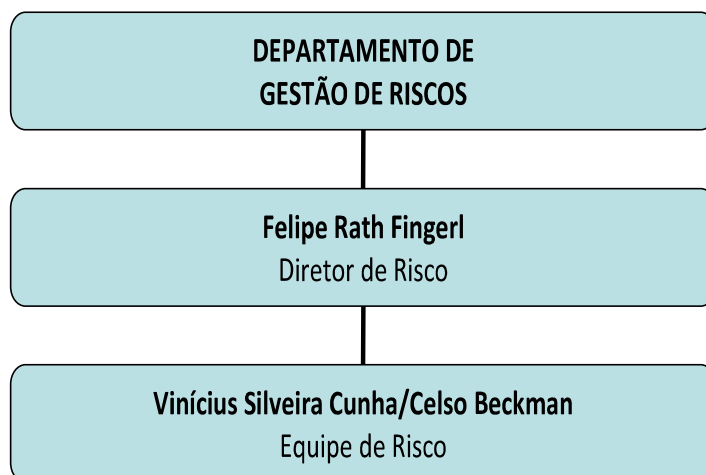 DEPARTAMENTO DE
GESTÃO DE RISCOS
Felipe Rath Fingerl
Diretor de Risco
Vinícius Silveira Cunha/Celso Beckman
Equipe de Risco